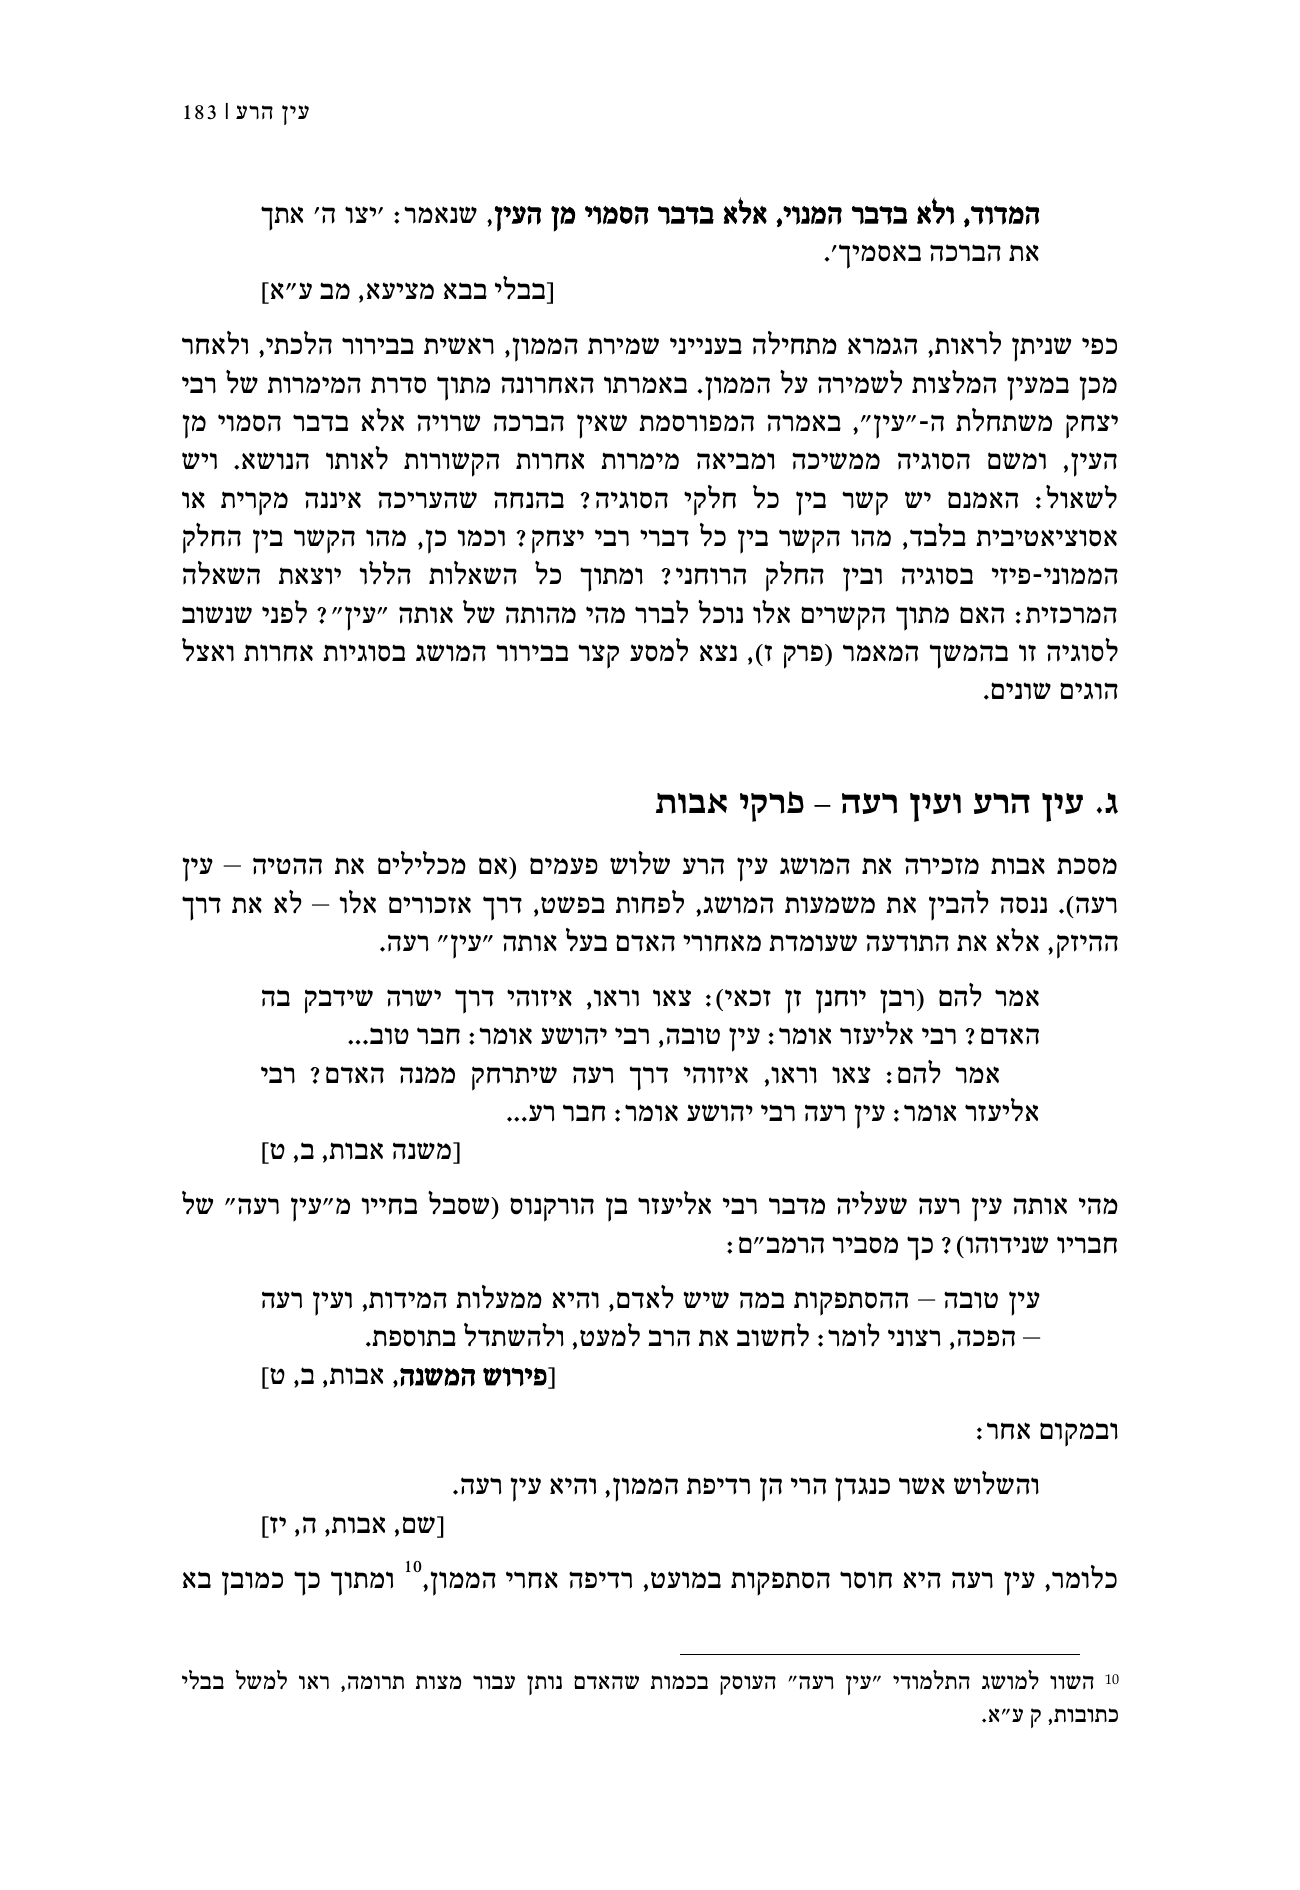 עין הרע | 183
המדוד, ולא בדבר המנוי, אלא בדבר הסמוי מן העין, שנאמר: 'יצו ה' אתך
את הברכה באסמיך'.
[בבלי בבא מציעא, מב ע"א]
כפי שניתן לראות, הגמרא מתחילה בענייני שמירת הממון, ראשית בבירור הלכתי, ולאחר
מכן במעין המלצות לשמירה על הממון. באמרתו האחרונה מתוך סדרת המימרות של רבי
יצחק משתחלת ה-"עין", באמרה המפורסמת שאין הברכה שרויה אלא בדבר הסמוי מן
העין, ומשם הסוגיה ממשיכה ומביאה מימרות אחרות הקשורות לאותו הנושא. ויש
לשאול: האמנם יש קשר בין כל חלקי הסוגיה? בהנחה שהעריכה איננה מקרית או
אסוציאטיבית בלבד, מהו הקשר בין כל דברי רבי יצחק? וכמו כן, מהו הקשר בין החלק
הממוני-פיזי בסוגיה ובין החלק הרוחני? ומתוך כל השאלות הללו יוצאת השאלה
המרכזית: האם מתוך הקשרים אלו נוכל לברר מהי מהותה של אותה "עין"? לפני שנשוב
לסוגיה זו בהמשך המאמר (פרק ז), נצא למסע קצר בבירור המושג בסוגיות אחרות ואצל
הוגים שונים.
ג. עין הרע ועין רעה – פרקי אבות
מסכת אבות מזכירה את המושג עין הרע שלוש פעמים (אם מכלילים את ההטיה – עין
רעה). ננסה להבין את משמעות המושג, לפחות בפשט, דרך אזכורים אלו – לא את דרך
ההיזק, אלא את התודעה שעומדת מאחורי האדם בעל אותה "עין" רעה.
אמר להם (רבן יוחנן זן זכאי): צאו וראו, איזוהי דרך ישרה שידבק בה
האדם? רבי אליעזר אומר: עין טובה, רבי יהושע אומר: חבר טוב...
אמר להם: צאו וראו, איזוהי דרך רעה שיתרחק ממנה האדם? רבי
אליעזר אומר: עין רעה רבי יהושע אומר: חבר רע...
[משנה אבות, ב, ט]
מהי אותה עין רעה שעליה מדבר רבי אליעזר בן הורקנוס (שסבל בחייו מ"עין רעה" של
חבריו שנידוהו)? כך מסביר הרמב"ם:
עין טובה – ההסתפקות במה שיש לאדם, והיא ממעלות המידות, ועין רעה
– הפכה, רצוני לומר: לחשוב את הרב למעט, ולהשתדל בתוספת.
[פירוש המשנה, אבות, ב, ט]
ובמקום אחר:
והשלוש אשר כנגדן הרי הן רדיפת הממון, והיא עין רעה.
[שם, אבות, ה, יז]
כלומר, עין רעה היא חוסר הסתפקות במועט, רדיפה אחרי הממון,10 ומתוך כך כמובן בא
10 השוו למושג התלמודי "עין רעה" העוסק בכמות שהאדם נותן עבור מצות תרומה, ראו למשל בבלי
כתובות, ק ע"א.